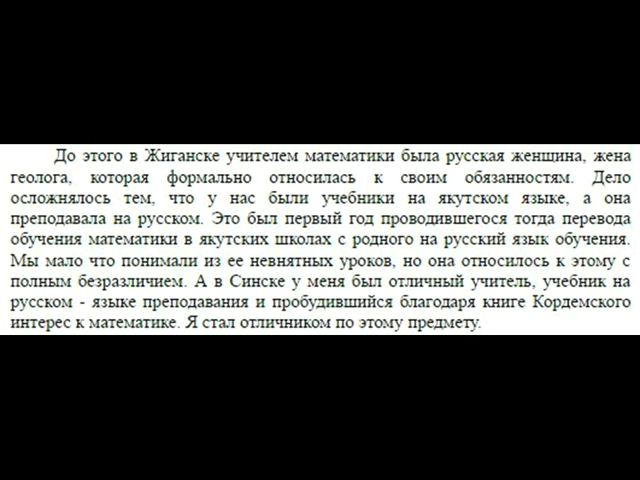 До этого в Жиганске учителем математики была русская женщина, жена
геолога, которая формально относилась к своим обязанностям. Дело
осложнялось тем, что у нас были учебники на якутском языке, а она
преподавала на русском. Это был первый год проводившегося тогда перевода
обучения математики в якутских школах с родного на русский язык обучения.
Мы мало что понимали из ее невнятных уроков, но она относилось к этому с
полным безразличием. А в Синске у меня был отличный учитель, учебник на
русском - языке преподавания и пробудившийся благодаря книге Кордемского
интерес к математике. Я стал отличником по этому предмету.